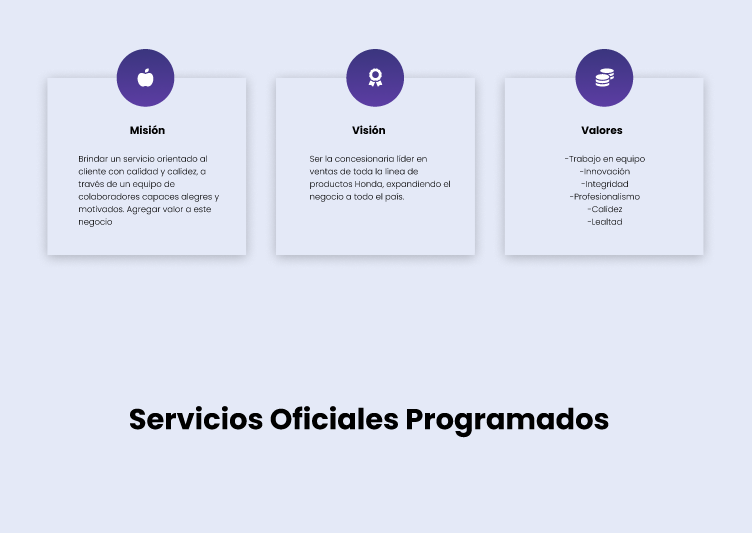 Misión
Brindar un servicio orientado al
cliente con calidad y calidez, a
través de un equipo de
colaboradores capaces alegres y
motivados. Agregar valor a este
negocio
Visión
Ser la concesionaria líder en
ventas de toda la linea de
productos Honda, expandiendo el
negocio a todo el país.
Valores
-Trabajo en equipo
-Innovación
-Integridad
-Profesionalismo
-Calidez
-Lealtad
Servicios Oficiales Programados